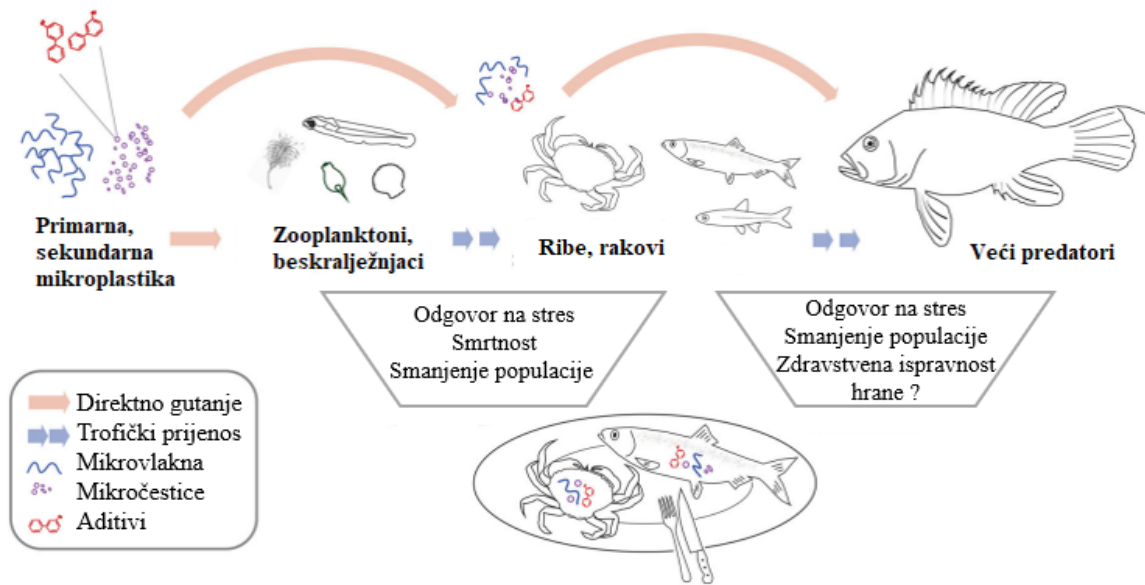 Primarna,
sekundarna
mikroplastika
Zooplanktoni,
beskralježnjaci
Ribe, rakovi
Veći predatori
Odgovor na stres
Smrtnost
Smanjenje populacije
Odgovor na stres
Smanjenje populacije
Zdravstvena ispravnost
hrane ?
Direktno gutanje
Trofički prijenos
Mikrovlakna
Mikročestice
Aditivi